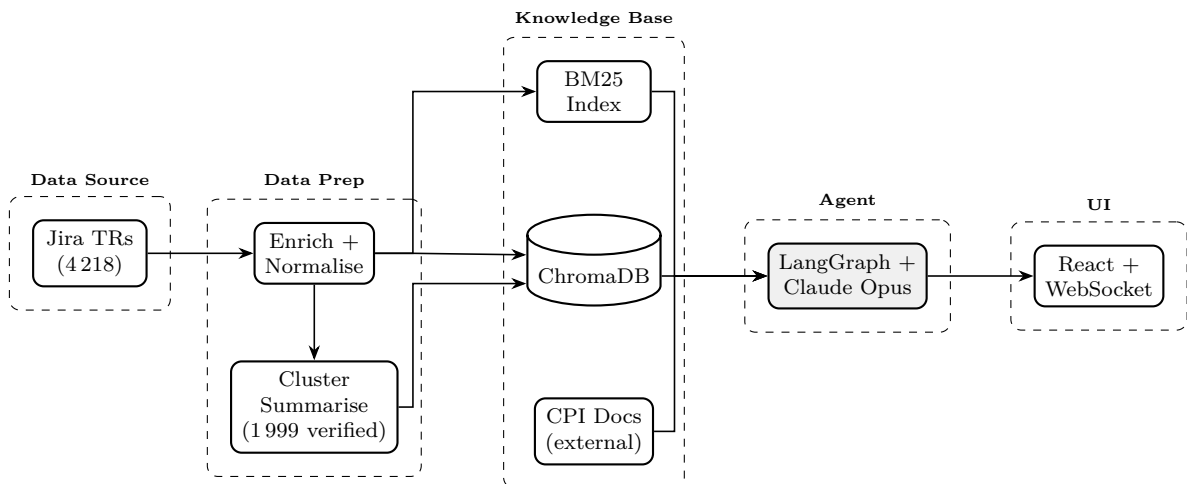 Knowledge Base
BM25
Index
Data Source
Data Prep
Agent
UI
Jira TRs
(4 218)
Enrich +
Normalise
ChromaDB
LangGraph +
Claude Opus
React +
WebSocket
Cluster
Summarise
(1 999 verified)
CPI Docs
(external)